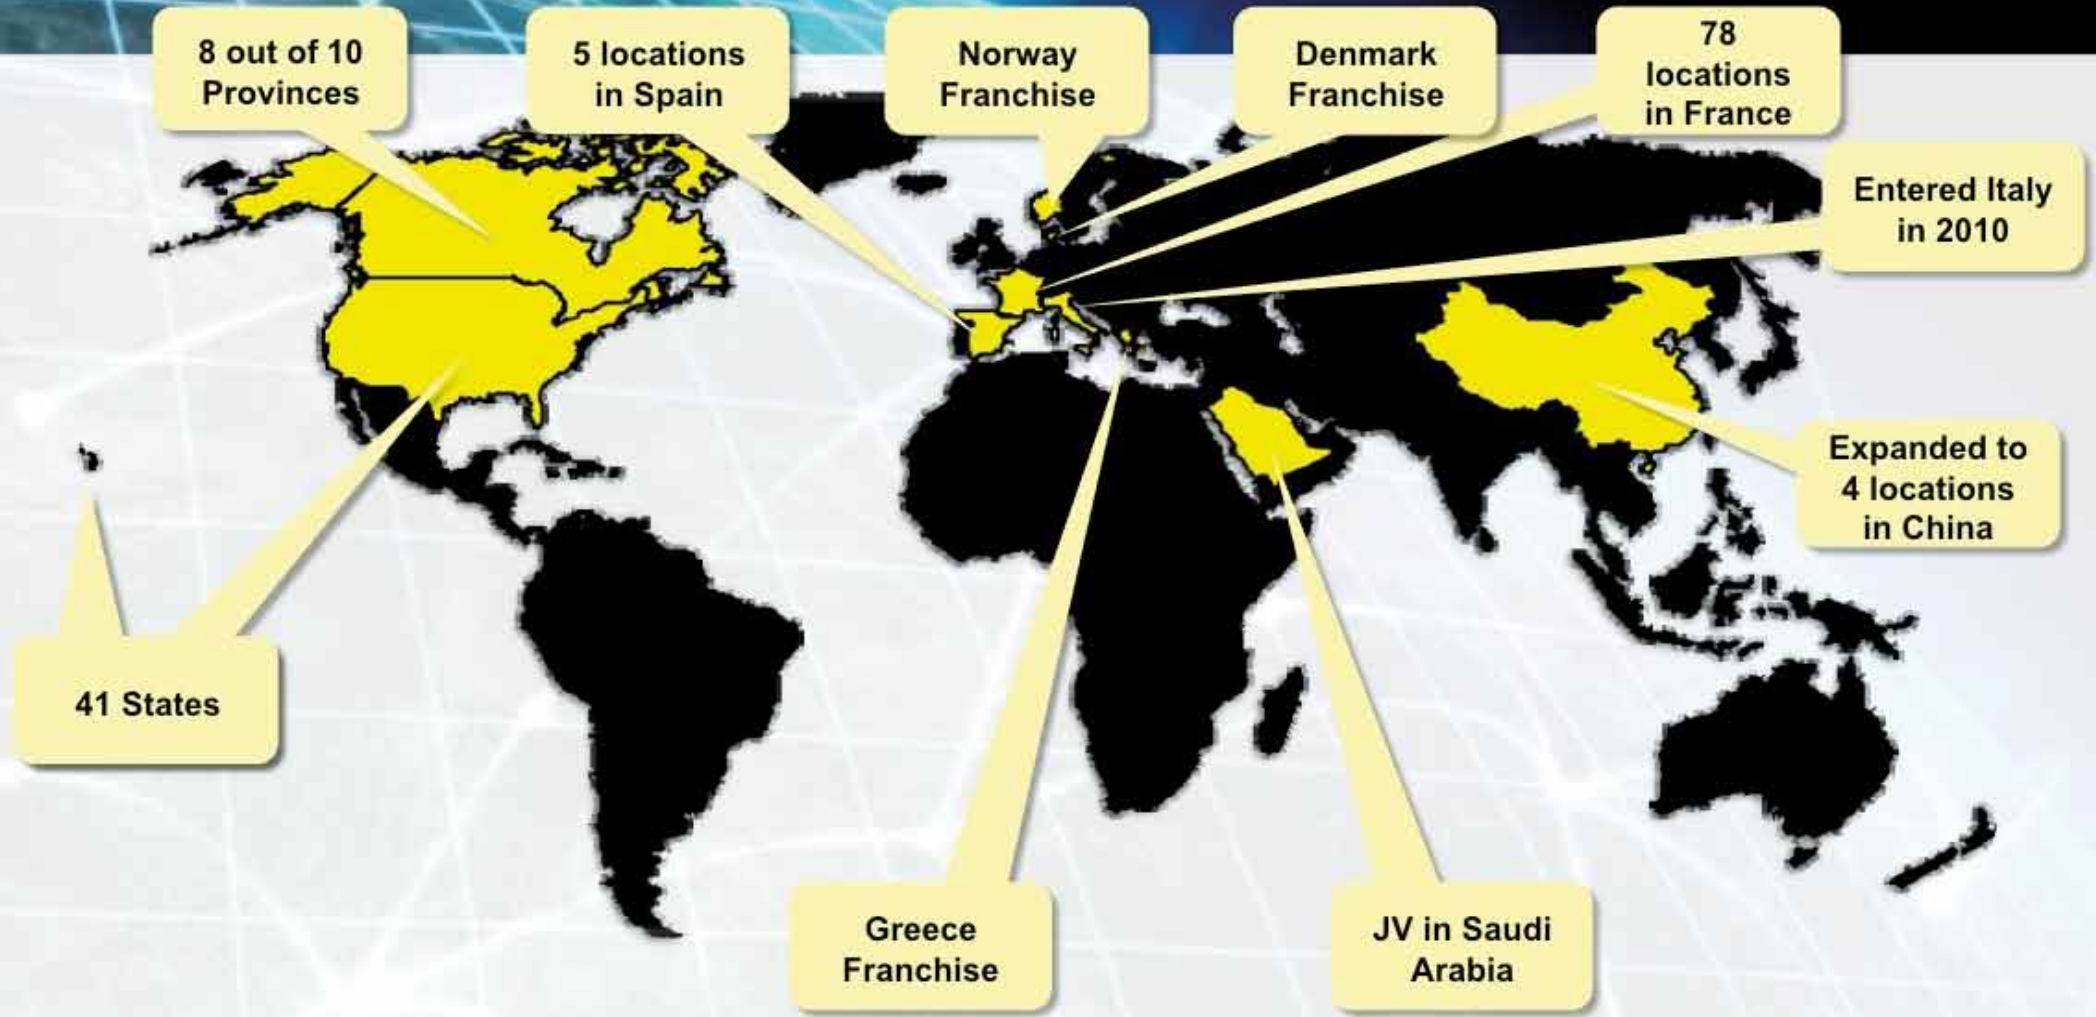 8 out of 10
Provinces
5 locations
in Spain
Norway
Franchise
Denmark
Franchise
78
locations
in France
Entered Italy
in 2010
Expanded to
4 locations
in China
41 States
Greece
Franchise
JV in Saudi
Arabia